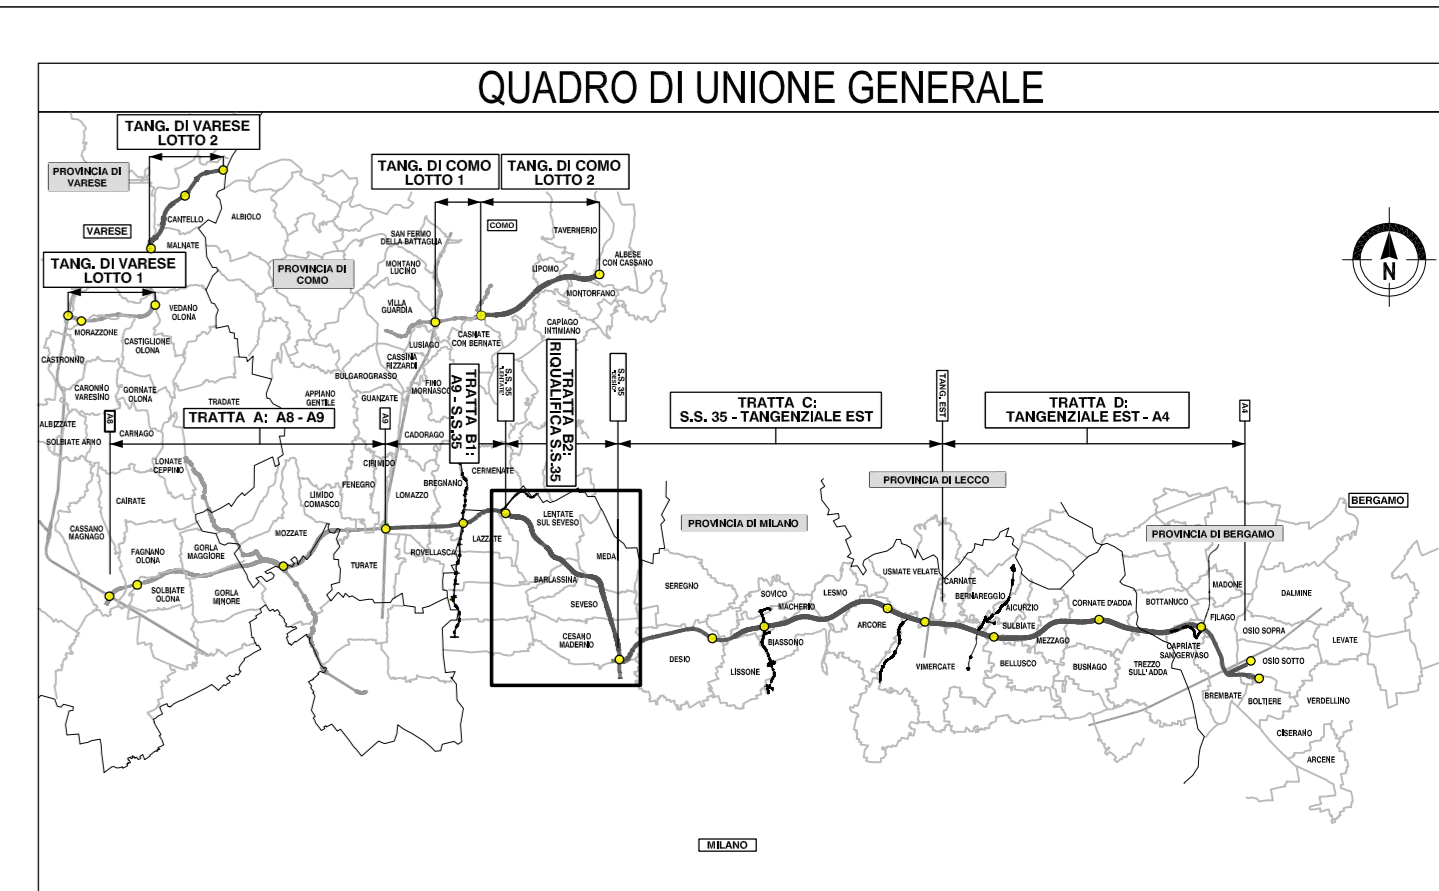 QUADRO DI UNIONE GENERALE
TANG. DI VARESE
LOTTO 2
PROVINCIA DI
VARESE
TANG. DI COMO
LOTTO 1
TANG. DI COMO
LOTTO 2
CANTELLO
ALBIOLO
VARESE
MALNATE
COMO
SAN FERMO
DELLA BATTAGLIA
TAVERNERIO
TANG. DI VARESE
LOTTO 1
PROVINCIA DI
COMO
MONTANO
LUCINO
LIPOMO
ALBESE
CON CASSANO
MONTORFANO
N
VEDANO
OLONA
VILLA
GUARDIA
MORAZZONE
CASTIGLIONE
OLONA
LUSIAGO
CASNATE
CON BERNATE
CAPIAGO
INTIMIANO
CASTRONNO
CASSINA
RIZZARDI
BULGAROGRASSO
FINO
MORNASCO
CARONNO
VARESINO
GORNATE
OLONA
TRADATE
APPIANO
GENTILE
GUANZATE
TRATTA B1:
A9 - S.S.35
S.S. 35
"LENTATE"
TRATTA B2:
RIQUALIFICA S.S.35
S.S. 35
"DESIO"
TRATTA C:
S.S. 35 - TANGENZIALE EST
TANG. EST
TRATTA D:
TANGENZIALE EST - A4
A4
A8
TRATTA A: A8 - A9
A9
ALBIZZATE
SOLBIATE ARNO
CARNAGO
CADORAGO
LONATE
CEPPINO
CIRIMIDO
FENEGRO
BREGNANO
CERMENATE
LOMAZZO
LIMIDO
COMASCO
CAIRATE
PROVINCIA DI LECCO
BERGAMO
CASSANO
MAGNAGO
MOZZATE
LAZZATE
LENTATE
SUL SEVESO
PROVINCIA DI MILANO
PROVINCIA DI BERGAMO
FAGNANO
OLONA
GORLA
MAGGIORE
ROVELLASCA
MEDA
TURATE
SOLBIATE
OLONA
GORLA
MINORE
BARLASSINA
SEREGNO
SEVESO
SOVICO
MACHERIO
LESMO
USMATE VELATE
CARNATE
BERNAREGGIO
AICURZIO
SULBIATE
CORNATE D'ADDA
BOTTANUCO
MADONE
DALMINE
FILAGO
OSIO SOPRA
LEVATE
CESANO
MADERNO
BIASSONO
ARCORE
MEZZAGO
CAPRIATE
SANGERVASO
DESIO
LISSONE
VIMERCATE
BELLUSCO
BUSNAGO
TREZZO
SULL'ADDA
OSIO SOTTO
BREMBATE
BOLTIERE
VERDELLINO
CISERANO
ARCENE
MILANO